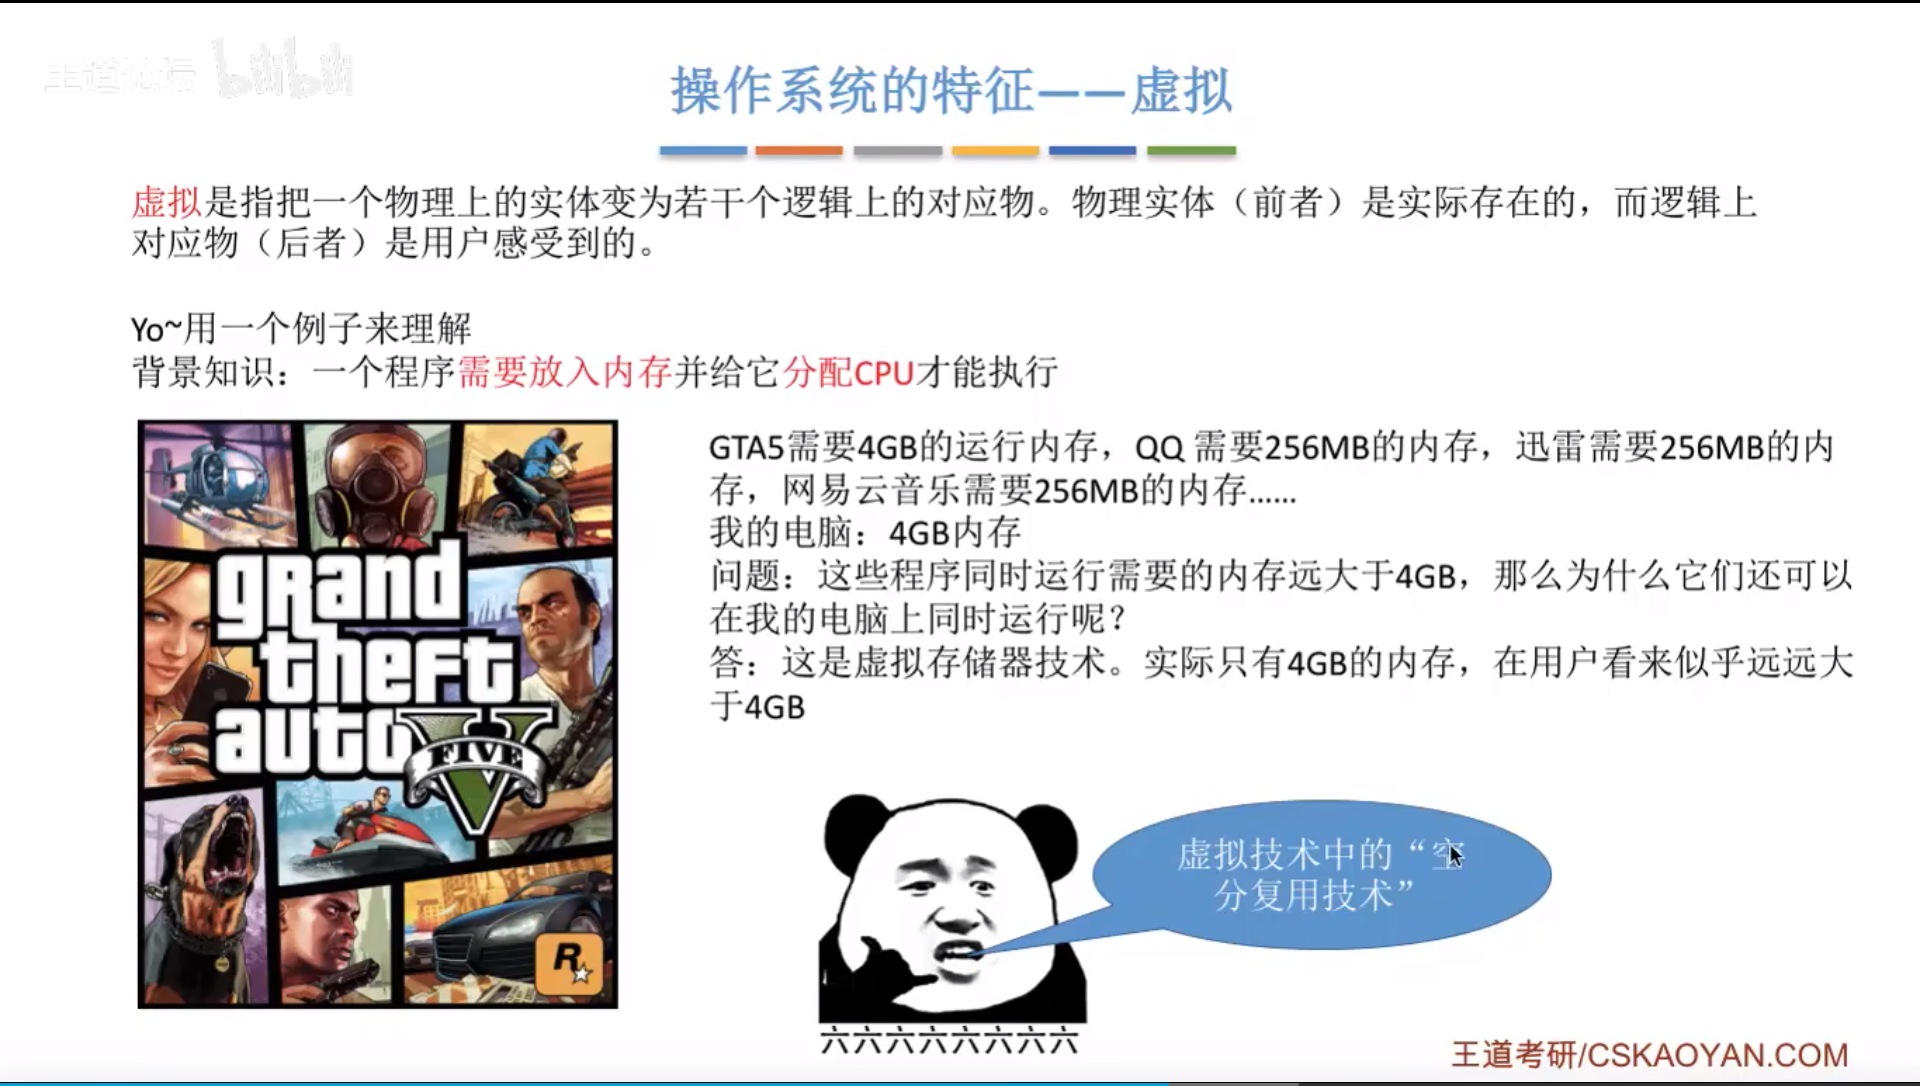 王道论坛 bilibili
操作系统的特征——虚拟
虚拟是指把一个物理上的实体变为若干个逻辑上的对应物。物理实体（前者）是实际存在的，而逻辑上
对应物（后者）是用户感受到的。
Yo~用一个例子来理解
背景知识：一个程序需要放入内存并给它分配CPU才能执行
grand
theft
auto
FIVE
V
R
GTA5需要4GB的运行内存，QQ 需要256MB的内存，迅雷需要256MB的内
存，网易云音乐需要256MB的内存......
我的电脑：4GB内存
问题：这些程序同时运行需要的内存远大于4GB，那么为什么它们还可以
在我的电脑上同时运行呢？
答：这是虚拟存储器技术。实际只有4GB的内存，在用户看来似乎远远大
于4GB
虚拟技术中的“空
分复用技术”
六六六六六六六六
王道考研/CSKAOYAN.COM